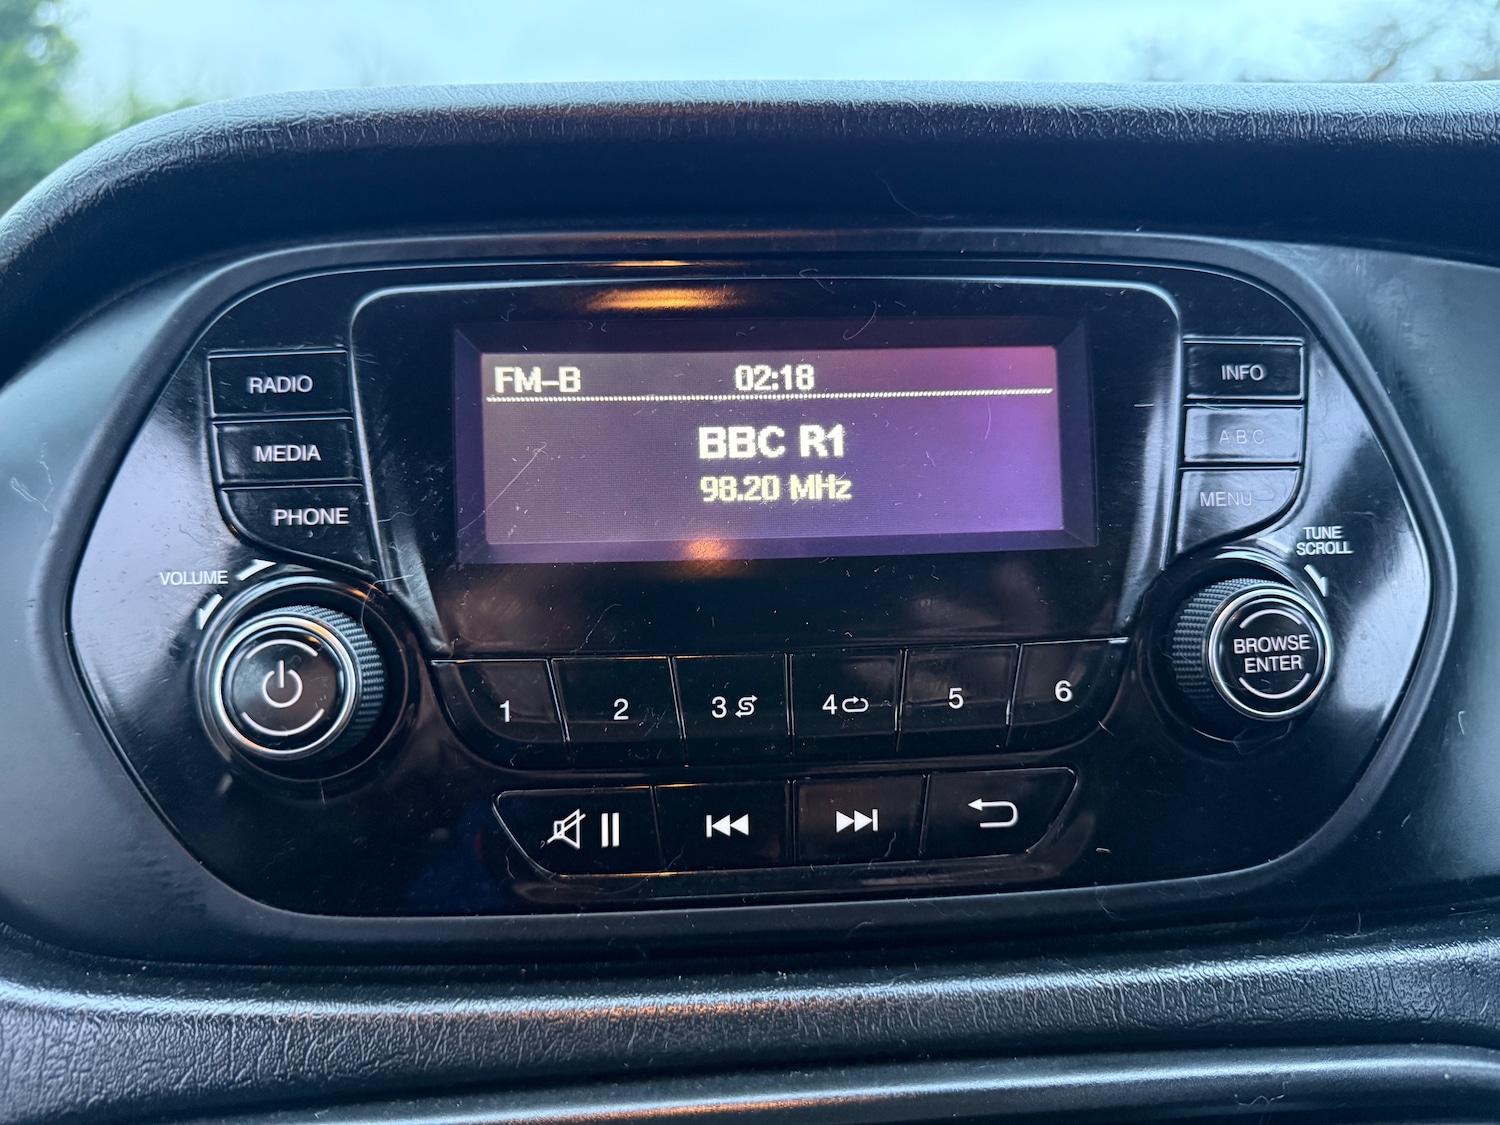 FM-B 02:18
BBC R1
98.20 MHz
RADIO
MEDIA
PHONE
VOLUME
INFO
ABC
MENU
TUNE
SCROLL
BROWSE
ENTER
1 2 3 4 5 6